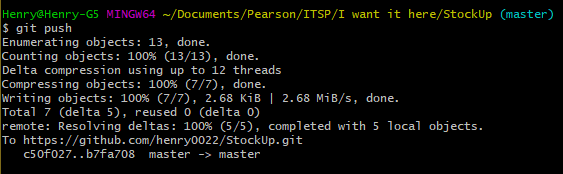 Henry@Henry-G5 MINGW64 ~/Documents/Pearson/ITSP/I want it here/StockUp (master)
$ git push
Enumerating objects: 13, done.
Counting objects: 100% (13/13), done.
Delta compression using up to 12 threads
Compressing objects: 100% (7/7), done.
Writing objects: 100% (7/7), 2.68 KiB | 2.68 MiB/s, done.
Total 7 (delta 5), reused 0 (delta 0)
remote: Resolving deltas: 100% (5/5), completed with 5 local objects.
To https://github.com/henry0022/StockUp.git
   c50f027..b7fa708  master -> master